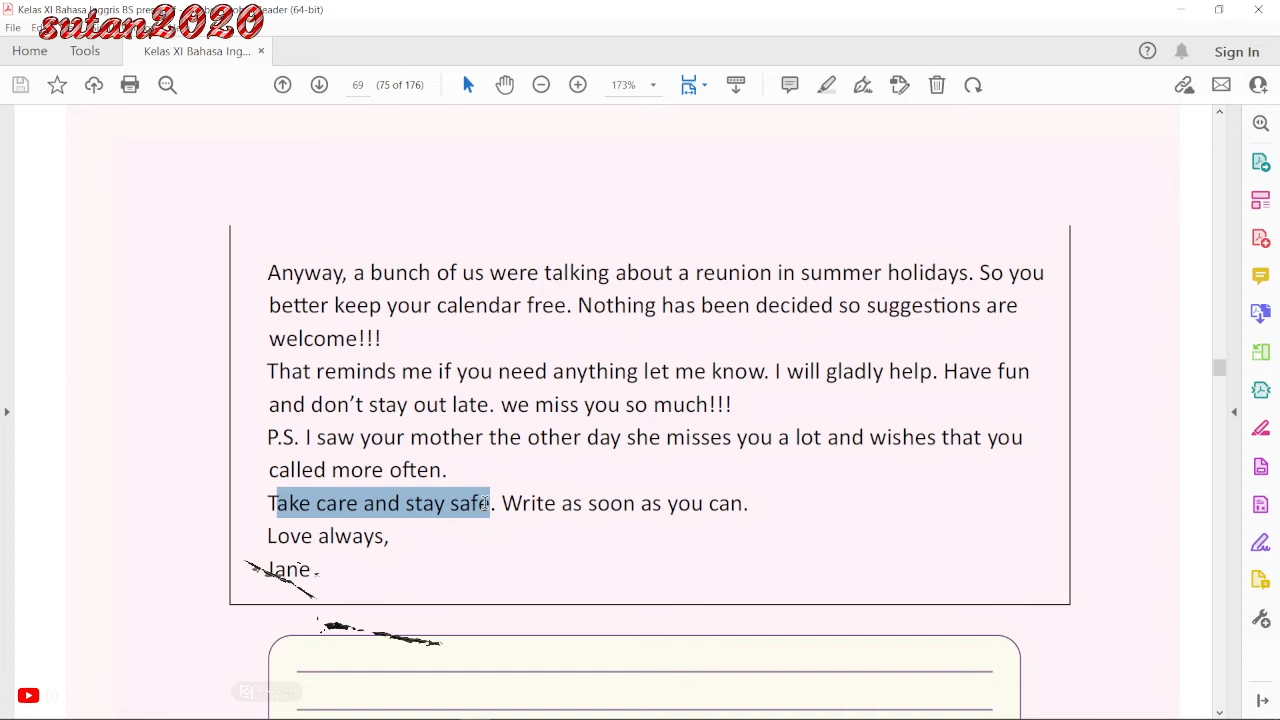 Kelas XI Bahasa Inggris BS press.pdf - Adobe Reader (64-bit)
sutan2020
File
Home
Tools
Kelas XI Bahasa Ing...
69
(75 of 176)
173%
Sign In
Anyway, a bunch of us were talking about a reunion in summer holidays. So you
better keep your calendar free. Nothing has been decided so suggestions are
welcome!!!
That reminds me if you need anything let me know. I will gladly help. Have fun
and don’t stay out late. we miss you so much!!!
P.S. I saw your mother the other day she misses you a lot and wishes that you
called more often.
Take care and stay safe. Write as soon as you can.
Love always,
Jane